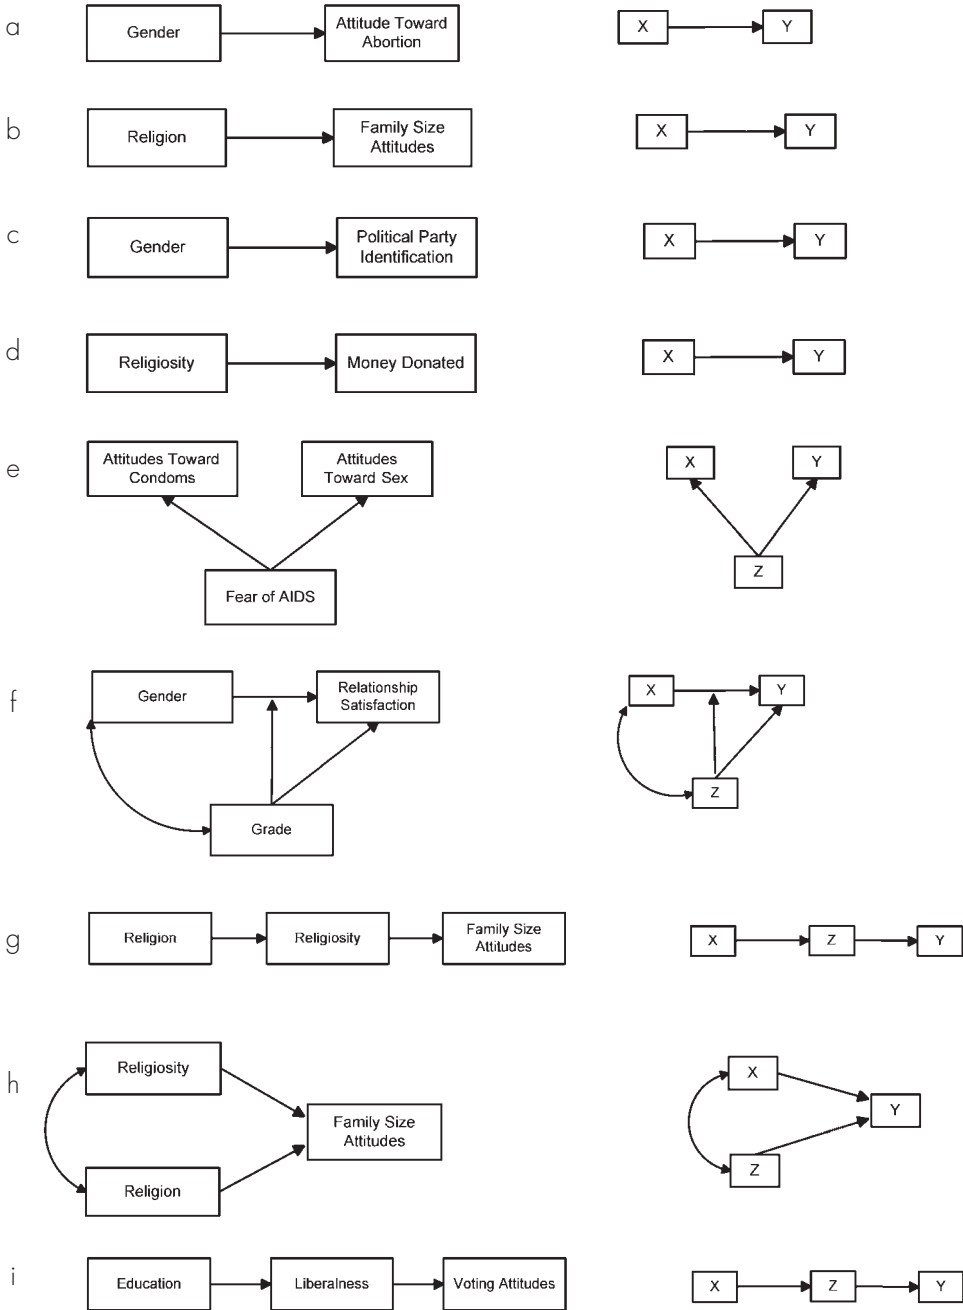 a
Gender
Attitude Toward
Abortion
X
Y
b
Religion
Family Size
Attitudes
X
Y
c
Gender
Political Party
Identification
X
Y
d
Religiosity
Money Donated
X
Y
e
Attitudes Toward
Condoms
Attitudes
Toward Sex
Fear of AIDS
X
Y
Z
f
Gender
Relationship
Satisfaction
Grade
X
Y
Z
g
Religion
Religiosity
Family Size
Attitudes
X
Z
Y
h
Religiosity
Family Size
Attitudes
Religion
X
Y
Z
i
Education
Liberalness
Voting Attitudes
X
Z
Y